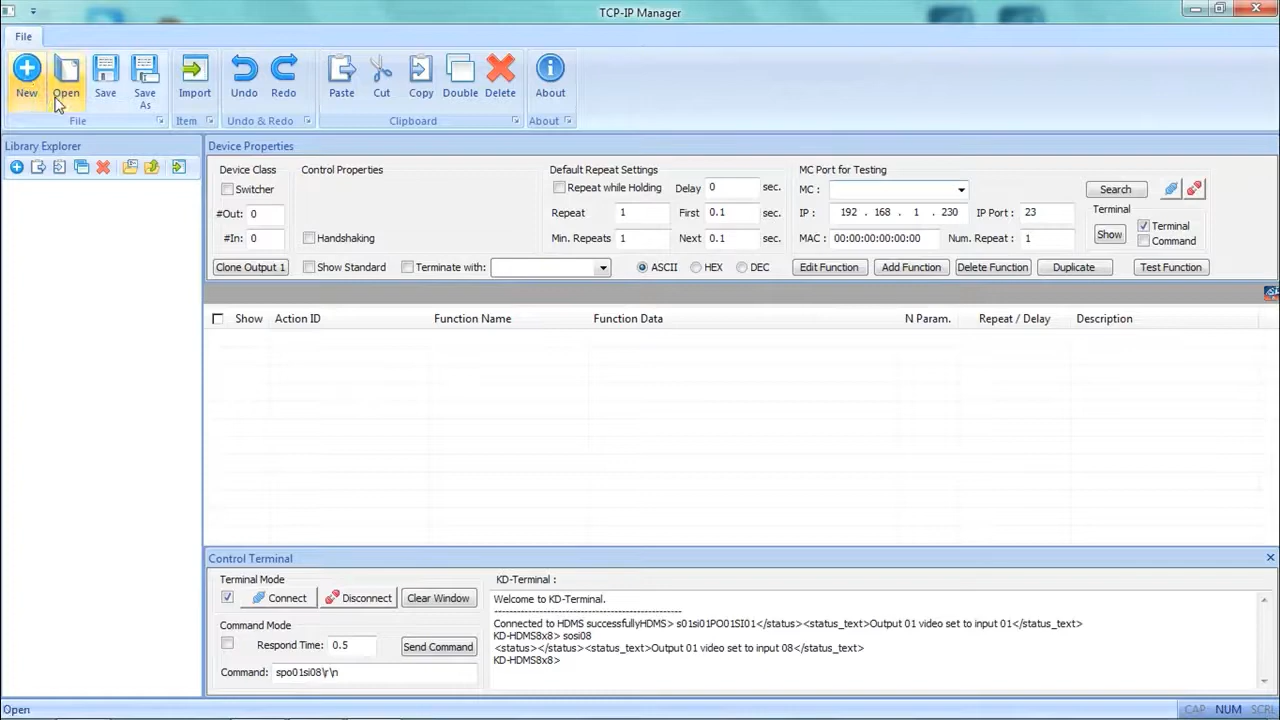 TCP-IP Manager
File
New Open Save Save As Import Undo Redo Paste Cut Copy Double Delete About
File Item Undo & Redo Clipboard About
Library Explorer
Device Properties
Device Class Control Properties Default Repeat Settings MC Port for Testing
Switcher Repeat while Holding Delay 0 sec. MC : Search
#Out: 0 Repeat 1 First 0.1 sec. IP : 192 . 168 . 1 . 230 IP Port : 23 Terminal
Show Terminal
#In: 0 Handshaking Min. Repeats 1 Next 0.1 sec. MAC : 00:00:00:00:00:00 Num. Repeat : 1 Command
Clone Output 1 Show Standard Terminate with: ASCII HEX DEC Edit Function Add Function Delete Function Duplicate Test Function
Show Action ID Function Name Function Data N Param. Repeat / Delay Description
Control Terminal
Terminal Mode
Connect Disconnect Clear Window
Command Mode
Respond Time: 0.5 Send Command
Command: spo01si08\r\n
KD-Terminal :
Welcome to KD-Terminal.
----------------------------------------------------
Connected to HDMS successfullyHDMS> s01si01PO01SI01</status><status_text>Output 01 video set to input 01</status_text>
KD-HDMS8x8> sosi08
<status></status><status_text>Output 01 video set to input 08</status_text>
KD-HDMS8x8>
Open CAP NUM SCRL